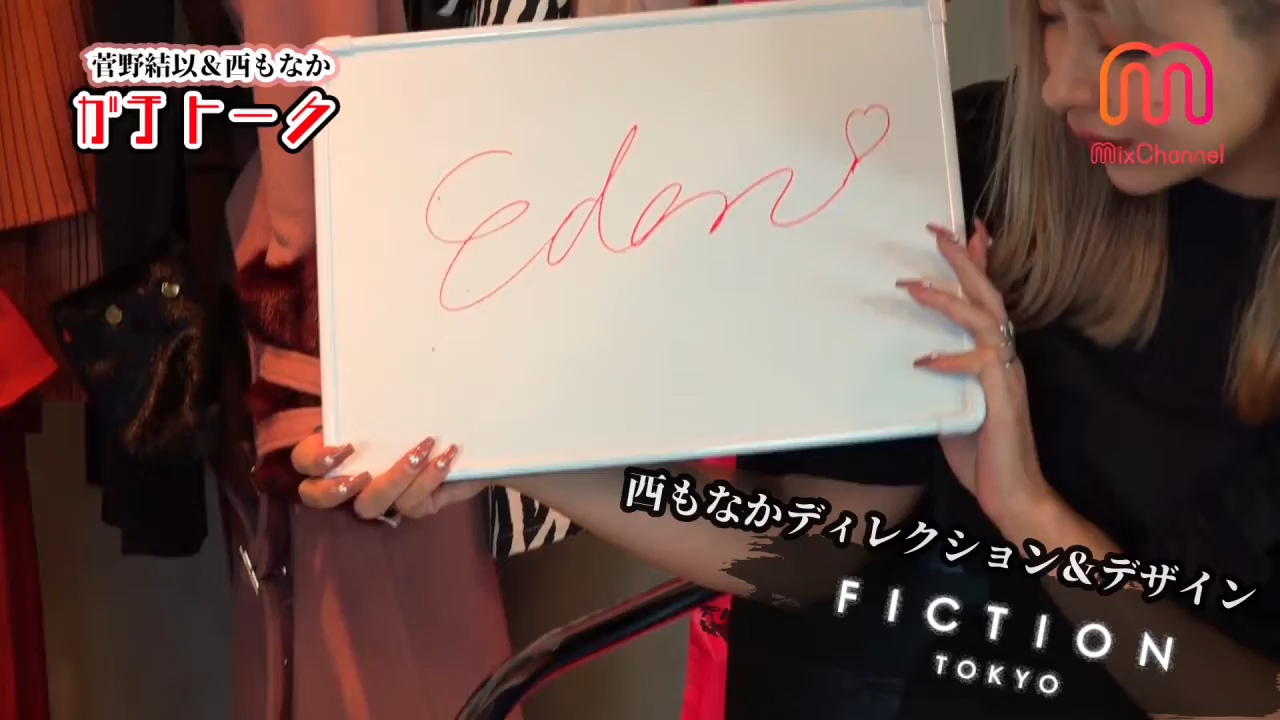 菅野結以&西もなか
ガチトーク
MixChannel
Eden
西もなかディレクション&デザイン
FICTION
TOKYO